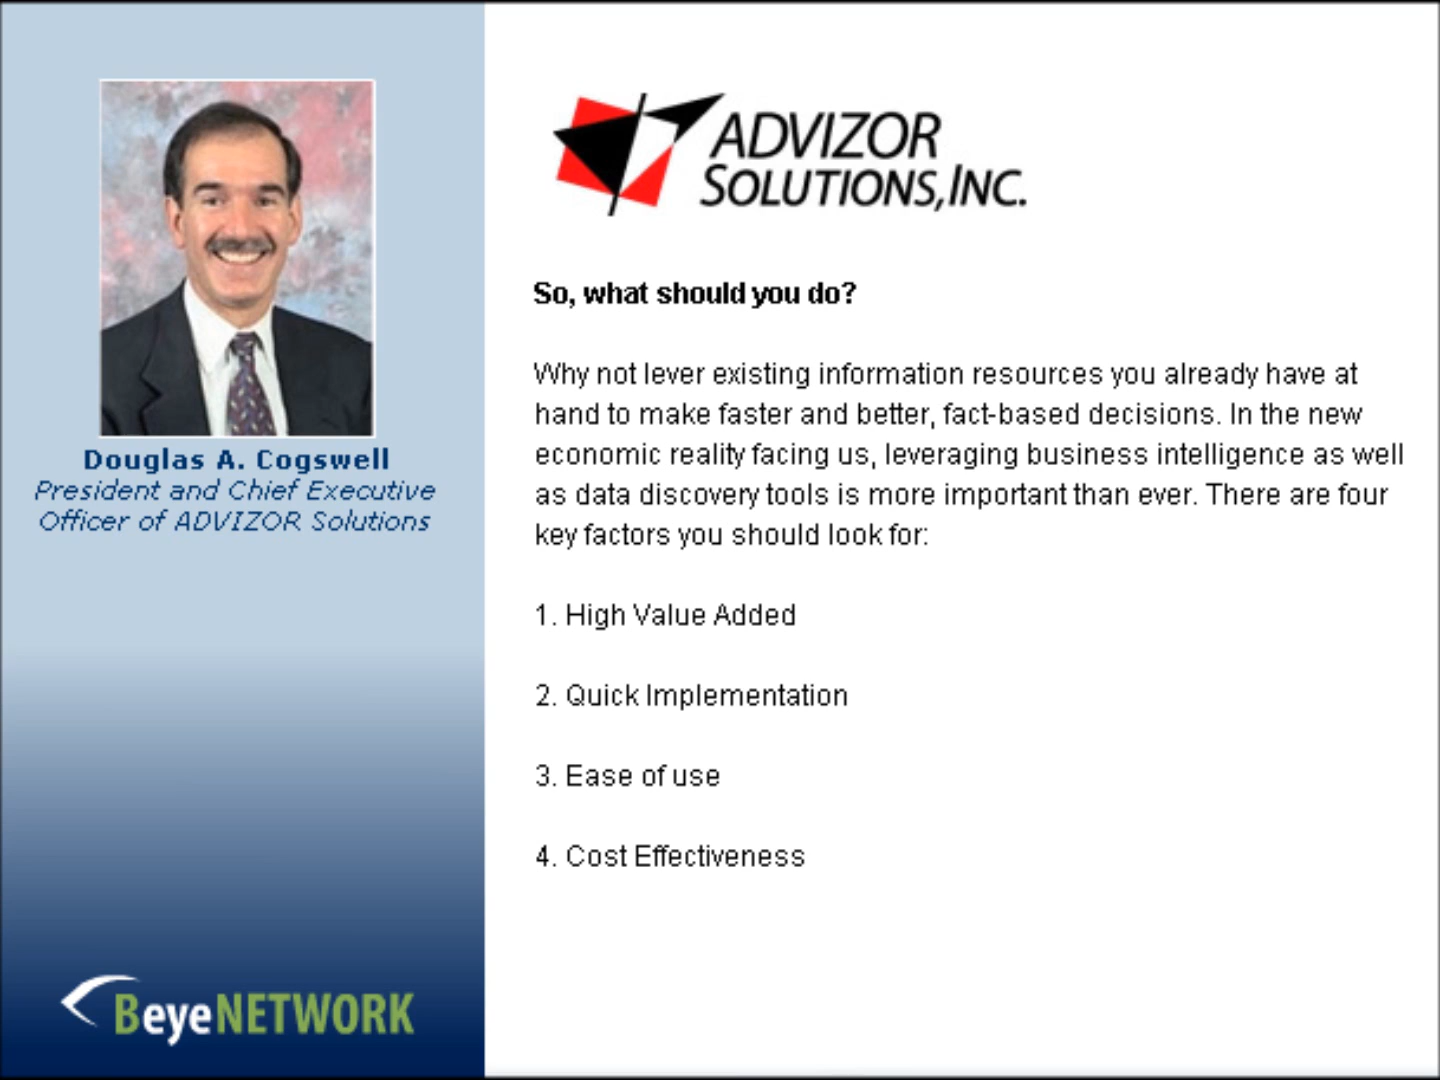 Douglas A. Cogswell
President and Chief Executive
Officer of ADVIZOR Solutions
BeyeNETWORK
ADVIZOR
SOLUTIONS, INC.
So, what should you do?
Why not lever existing information resources you already have at
hand to make faster and better, fact-based decisions. In the new
economic reality facing us, leveraging business intelligence as well
as data discovery tools is more important than ever. There are four
key factors you should look for:
1. High Value Added
2. Quick Implementation
3. Ease of use
4. Cost Effectiveness